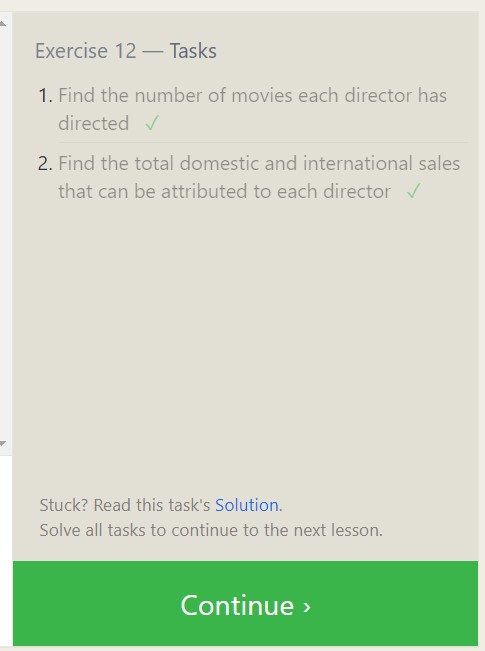 Exercise 12 — Tasks
1. Find the number of movies each director has
directed ✓
2. Find the total domestic and international sales
that can be attributed to each director ✓
Stuck? Read this task's Solution.
Solve all tasks to continue to the next lesson.
Continue ›